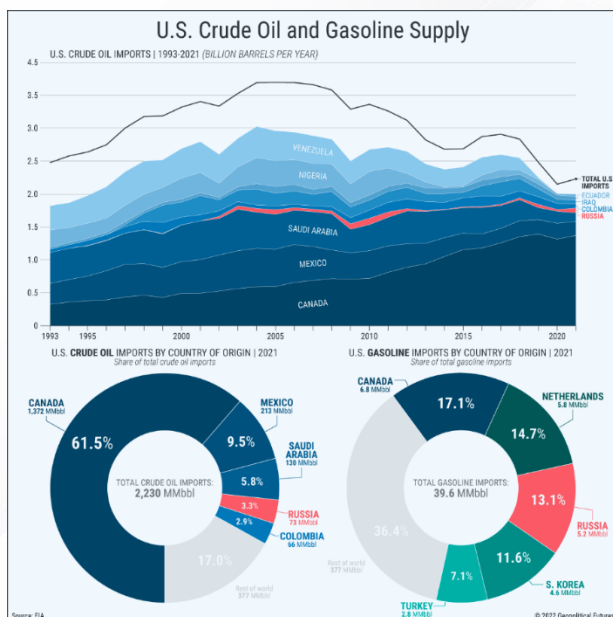 U.S. Crude Oil and Gasoline Supply
U.S. CRUDE OIL IMPORTS | 1993-2021 (BILLION BARRELS PER YEAR)
4.5
4.0
3.5
3.0
2.5
2.0
1.5
1.0
0.5
0
VENEZUELA
NIGERIA
SAUDI ARABIA
MEXICO
CANADA
TOTAL U.S.
IMPORTS
ECUADOR
IRAQ
COLOMBIA
RUSSIA
1993
1995
2000
2005
2010
2015
2020
U.S. CRUDE OIL IMPORTS BY COUNTRY OF ORIGIN | 2021
Share of total crude oil imports
CANADA
1,372 MMbbl
61.5%
MEXICO
212 MMbbl
9.5%
SAUDI
ARABIA
130 MMbbl
5.8%
RUSSIA
73 MMbbl
3.3%
COLOMBIA
66 MMbbl
2.9%
17.0%
Rest of world
377 MMbbl
TOTAL CRUDE OIL IMPORTS:
2,230 MMbbl
U.S. GASOLINE IMPORTS BY COUNTRY OF ORIGIN | 2021
Share of total gasoline imports
CANADA
6.8 MMbbl
17.1%
NETHERLANDS
5.8 MMbbl
14.7%
RUSSIA
5.2 MMbbl
13.1%
S. KOREA
4.6 MMbbl
11.6%
TURKEY
2.8 MMbbl
7.1%
36.4%
Rest of world
377 MMbbl
TOTAL GASOLINE IMPORTS:
39.6 MMbbl
Source: EIA
© 2022 Geopolitical Futures